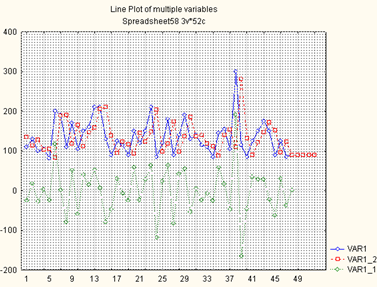 Line Plot of multiple variables
Spreadsheet58 3v*52c
400
300
200
100
0
-100
-200
1 5 9 13 17 21 25 29 33 37 41 45 49
VAR1
VAR1_2
VAR1_1